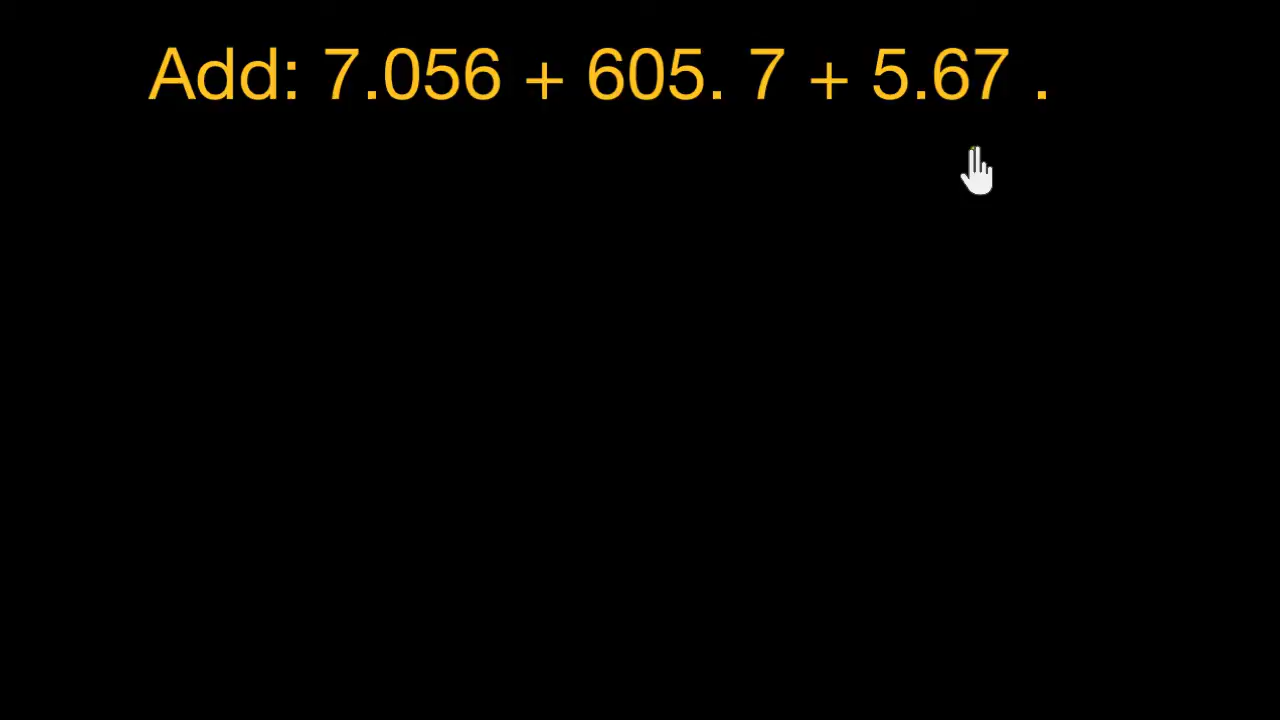 Add: 7.056 + 605. 7 + 5.67 .